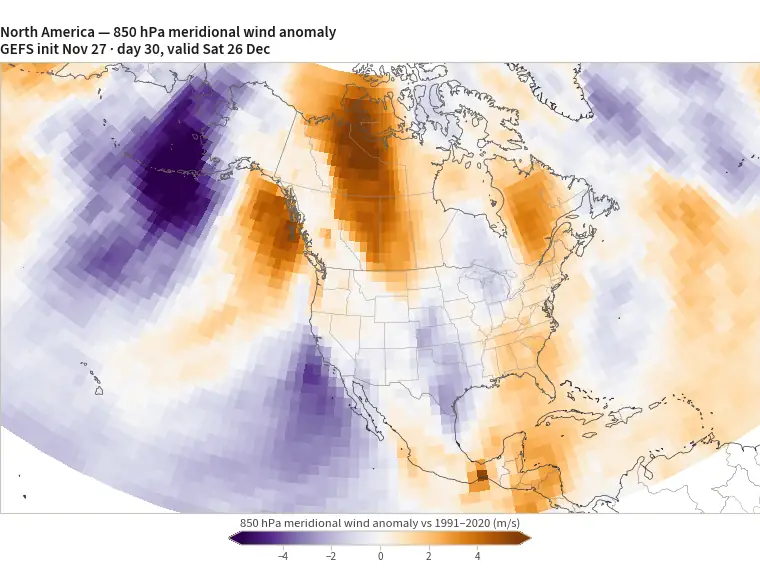 North America — 850 hPa meridional wind anomaly
GEFS init Nov 27 · day 30, valid Sat 26 Dec
850 hPa meridional wind anomaly vs 1991−2020 (m/s)
−4 −2 0 2 4